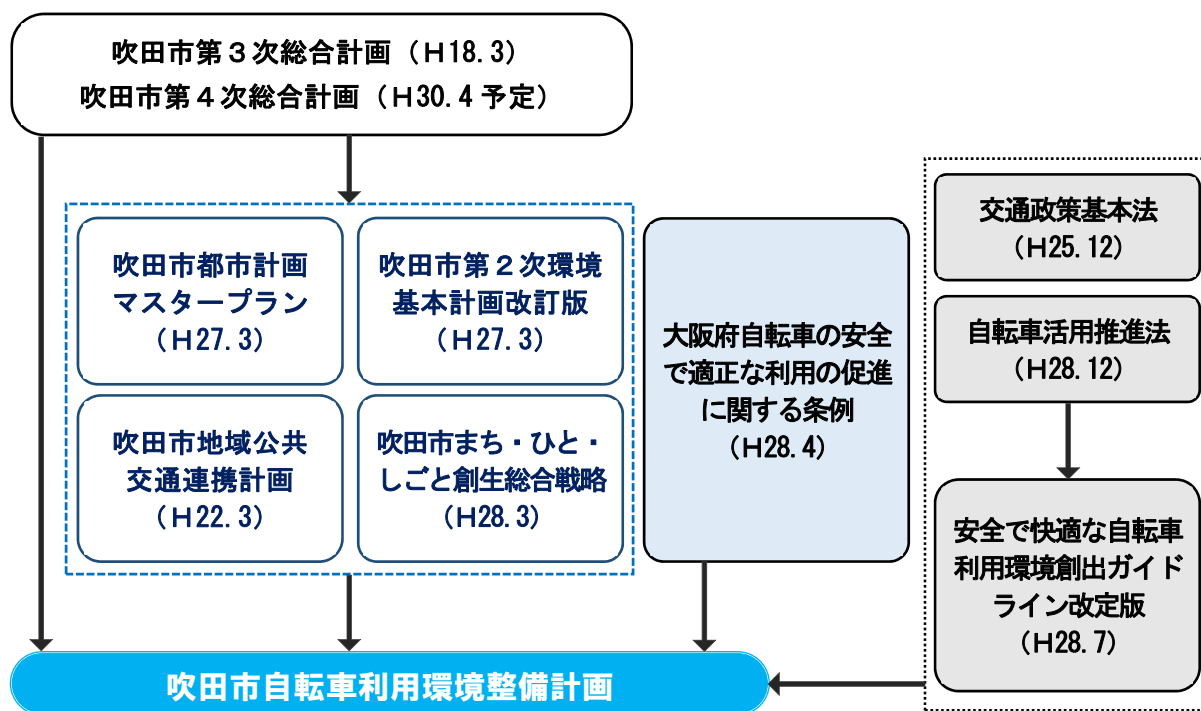 吹田市第３次総合計画（Ｈ18.3）
吹田市第４次総合計画（Ｈ30.4 予定）
吹田市都市計画
マスタープラン
（Ｈ27.3）
吹田市第２次環境
基本計画改訂版
（Ｈ27.3）
吹田市地域公共
交通連携計画
（Ｈ22.3）
吹田市まち・ひと・
しごと創生総合戦略
（Ｈ28.3）
大阪府自転車の安全
で適正な利用の促進
に関する条例
（Ｈ28.4）
交通政策基本法
（Ｈ25.12）
自転車活用推進法
（Ｈ28.12）
安全で快適な自転車
利用環境創出ガイド
ライン改定版
（Ｈ28.7）
吹田市自転車利用環境整備計画